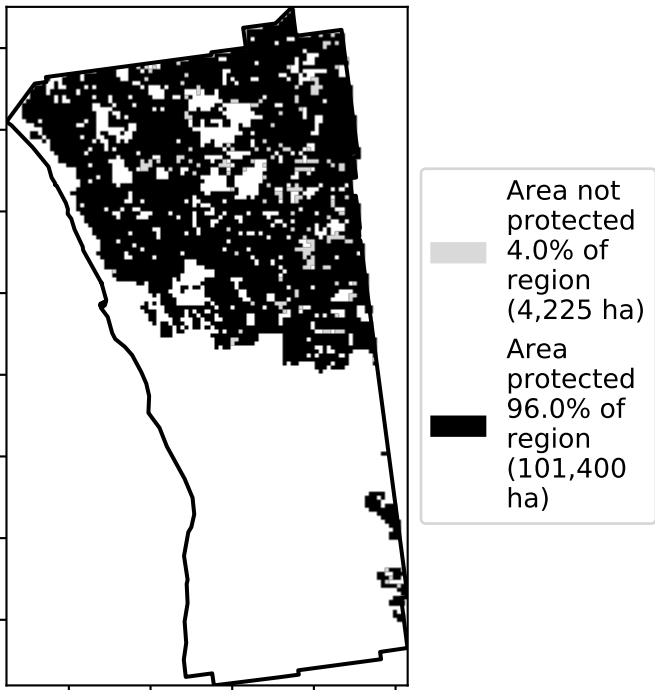 Area not
protected
4.0% of
region
(4,225 ha)
Area
protected
96.0% of
region
(101,400
ha)